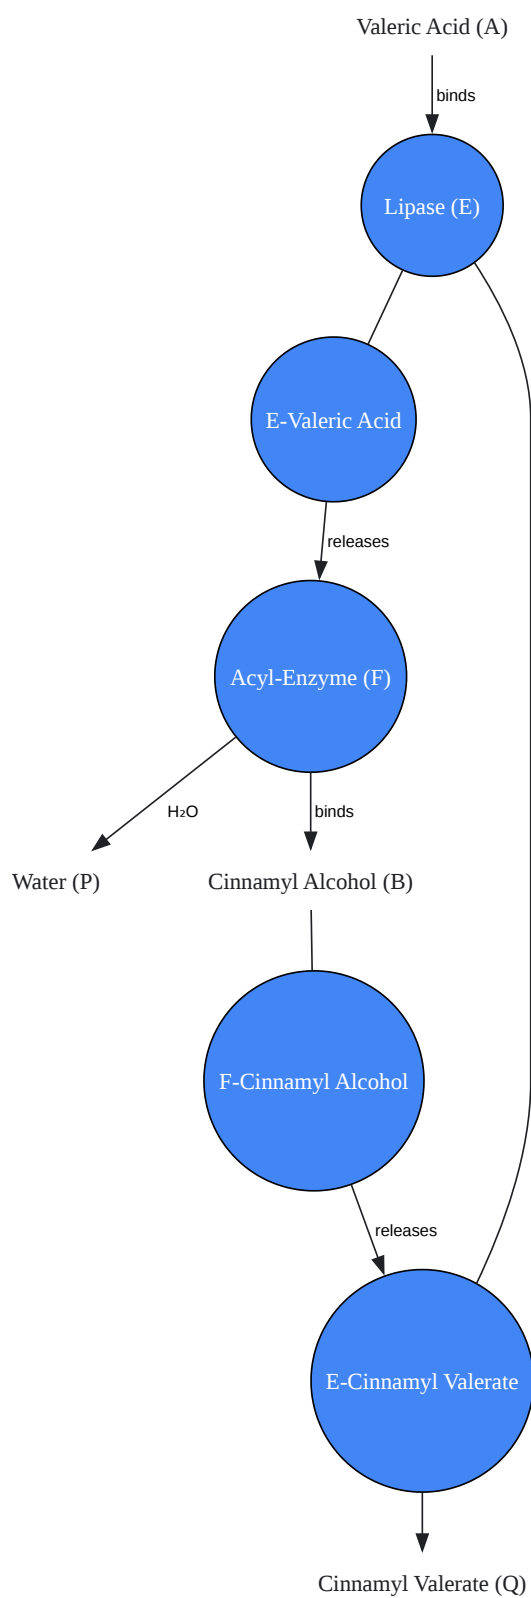 Valeric Acid (A)
binds
Lipase (E)
E-Valeric Acid
releases
Acyl-Enzyme (F)
H₂O
binds
Water (P)
Cinnamyl Alcohol (B)
F-Cinnamyl Alcohol
releases
E-Cinnamyl Valerate
Cinnamyl Valerate (Q)